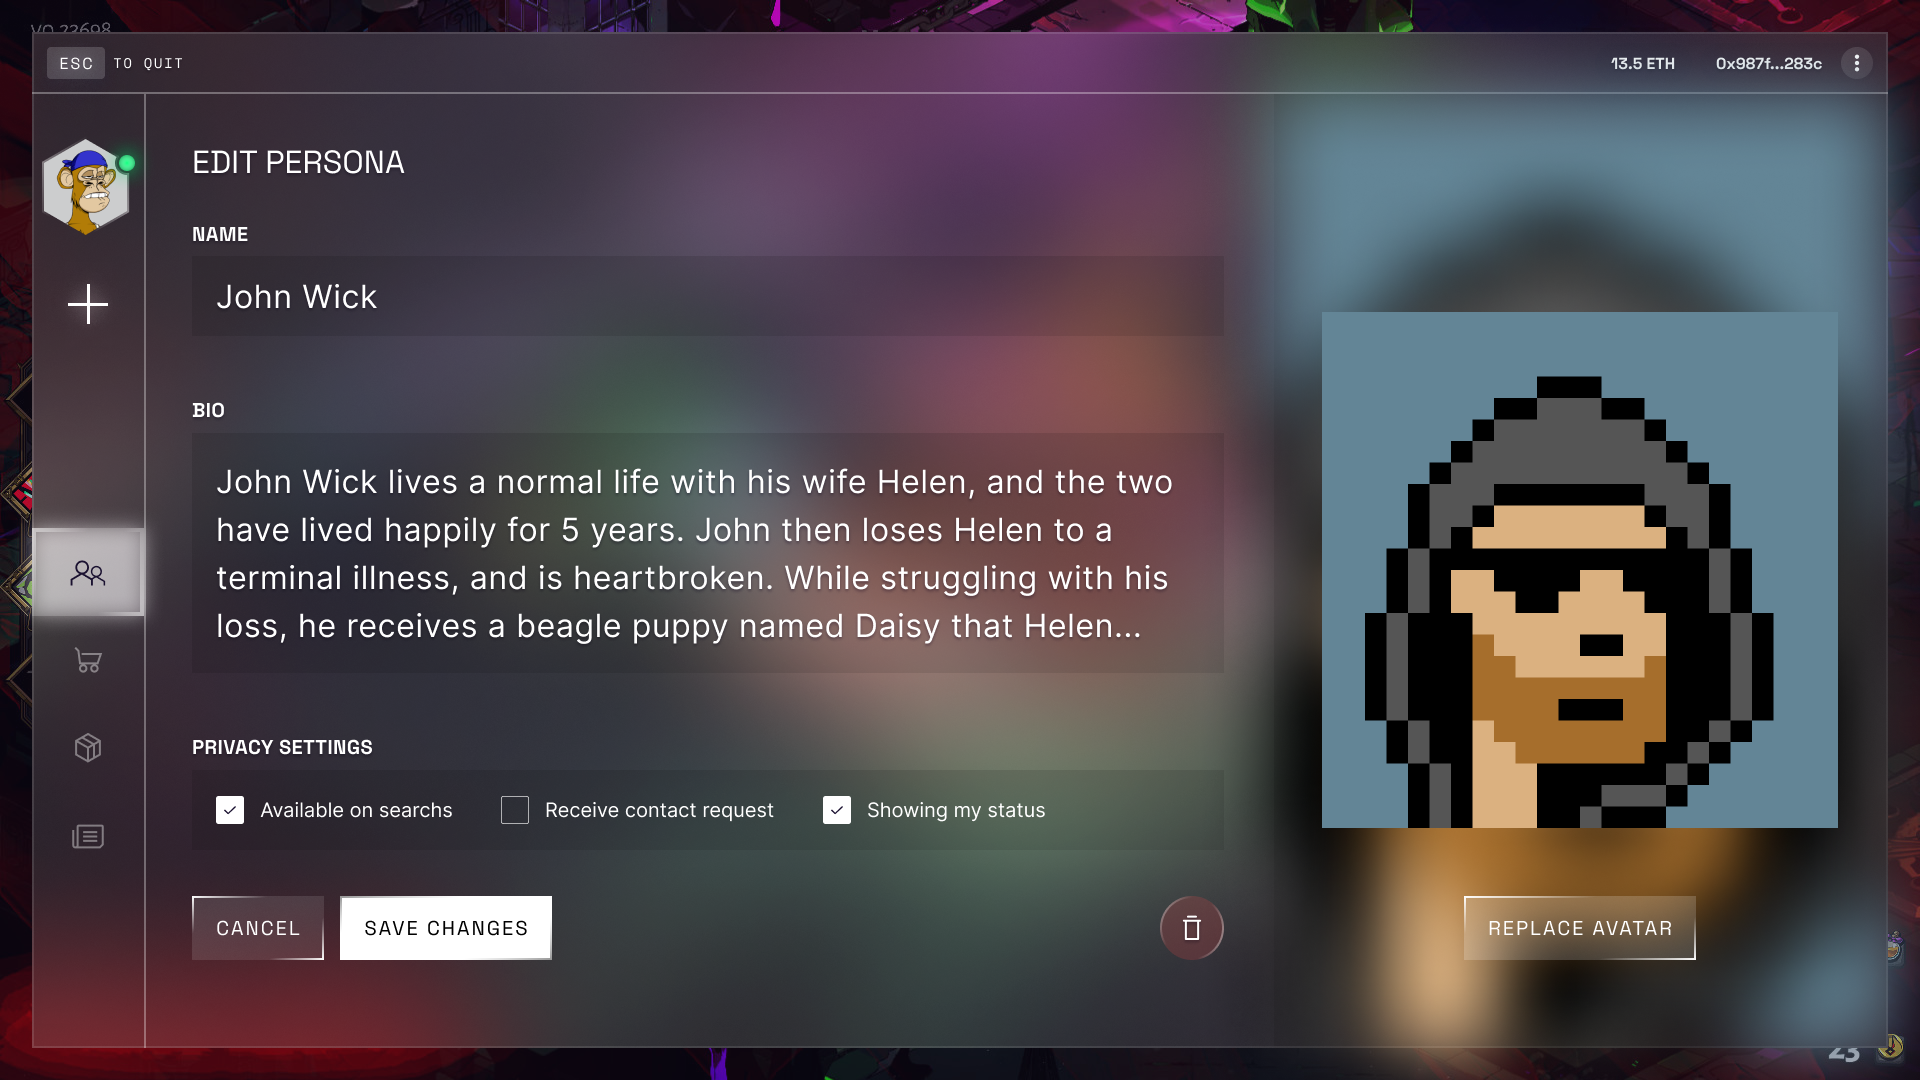 ESC TO QUIT
13.5 ETH 0x987f...283c
EDIT PERSONA
NAME
John Wick
BIO
John Wick lives a normal life with his wife Helen, and the two
have lived happily for 5 years. John then loses Helen to a
terminal illness, and is heartbroken. While struggling with his
loss, he receives a beagle puppy named Daisy that Helen...
PRIVACY SETTINGS
Available on searchs Receive contact request Showing my status
CANCEL SAVE CHANGES
REPLACE AVATAR
23